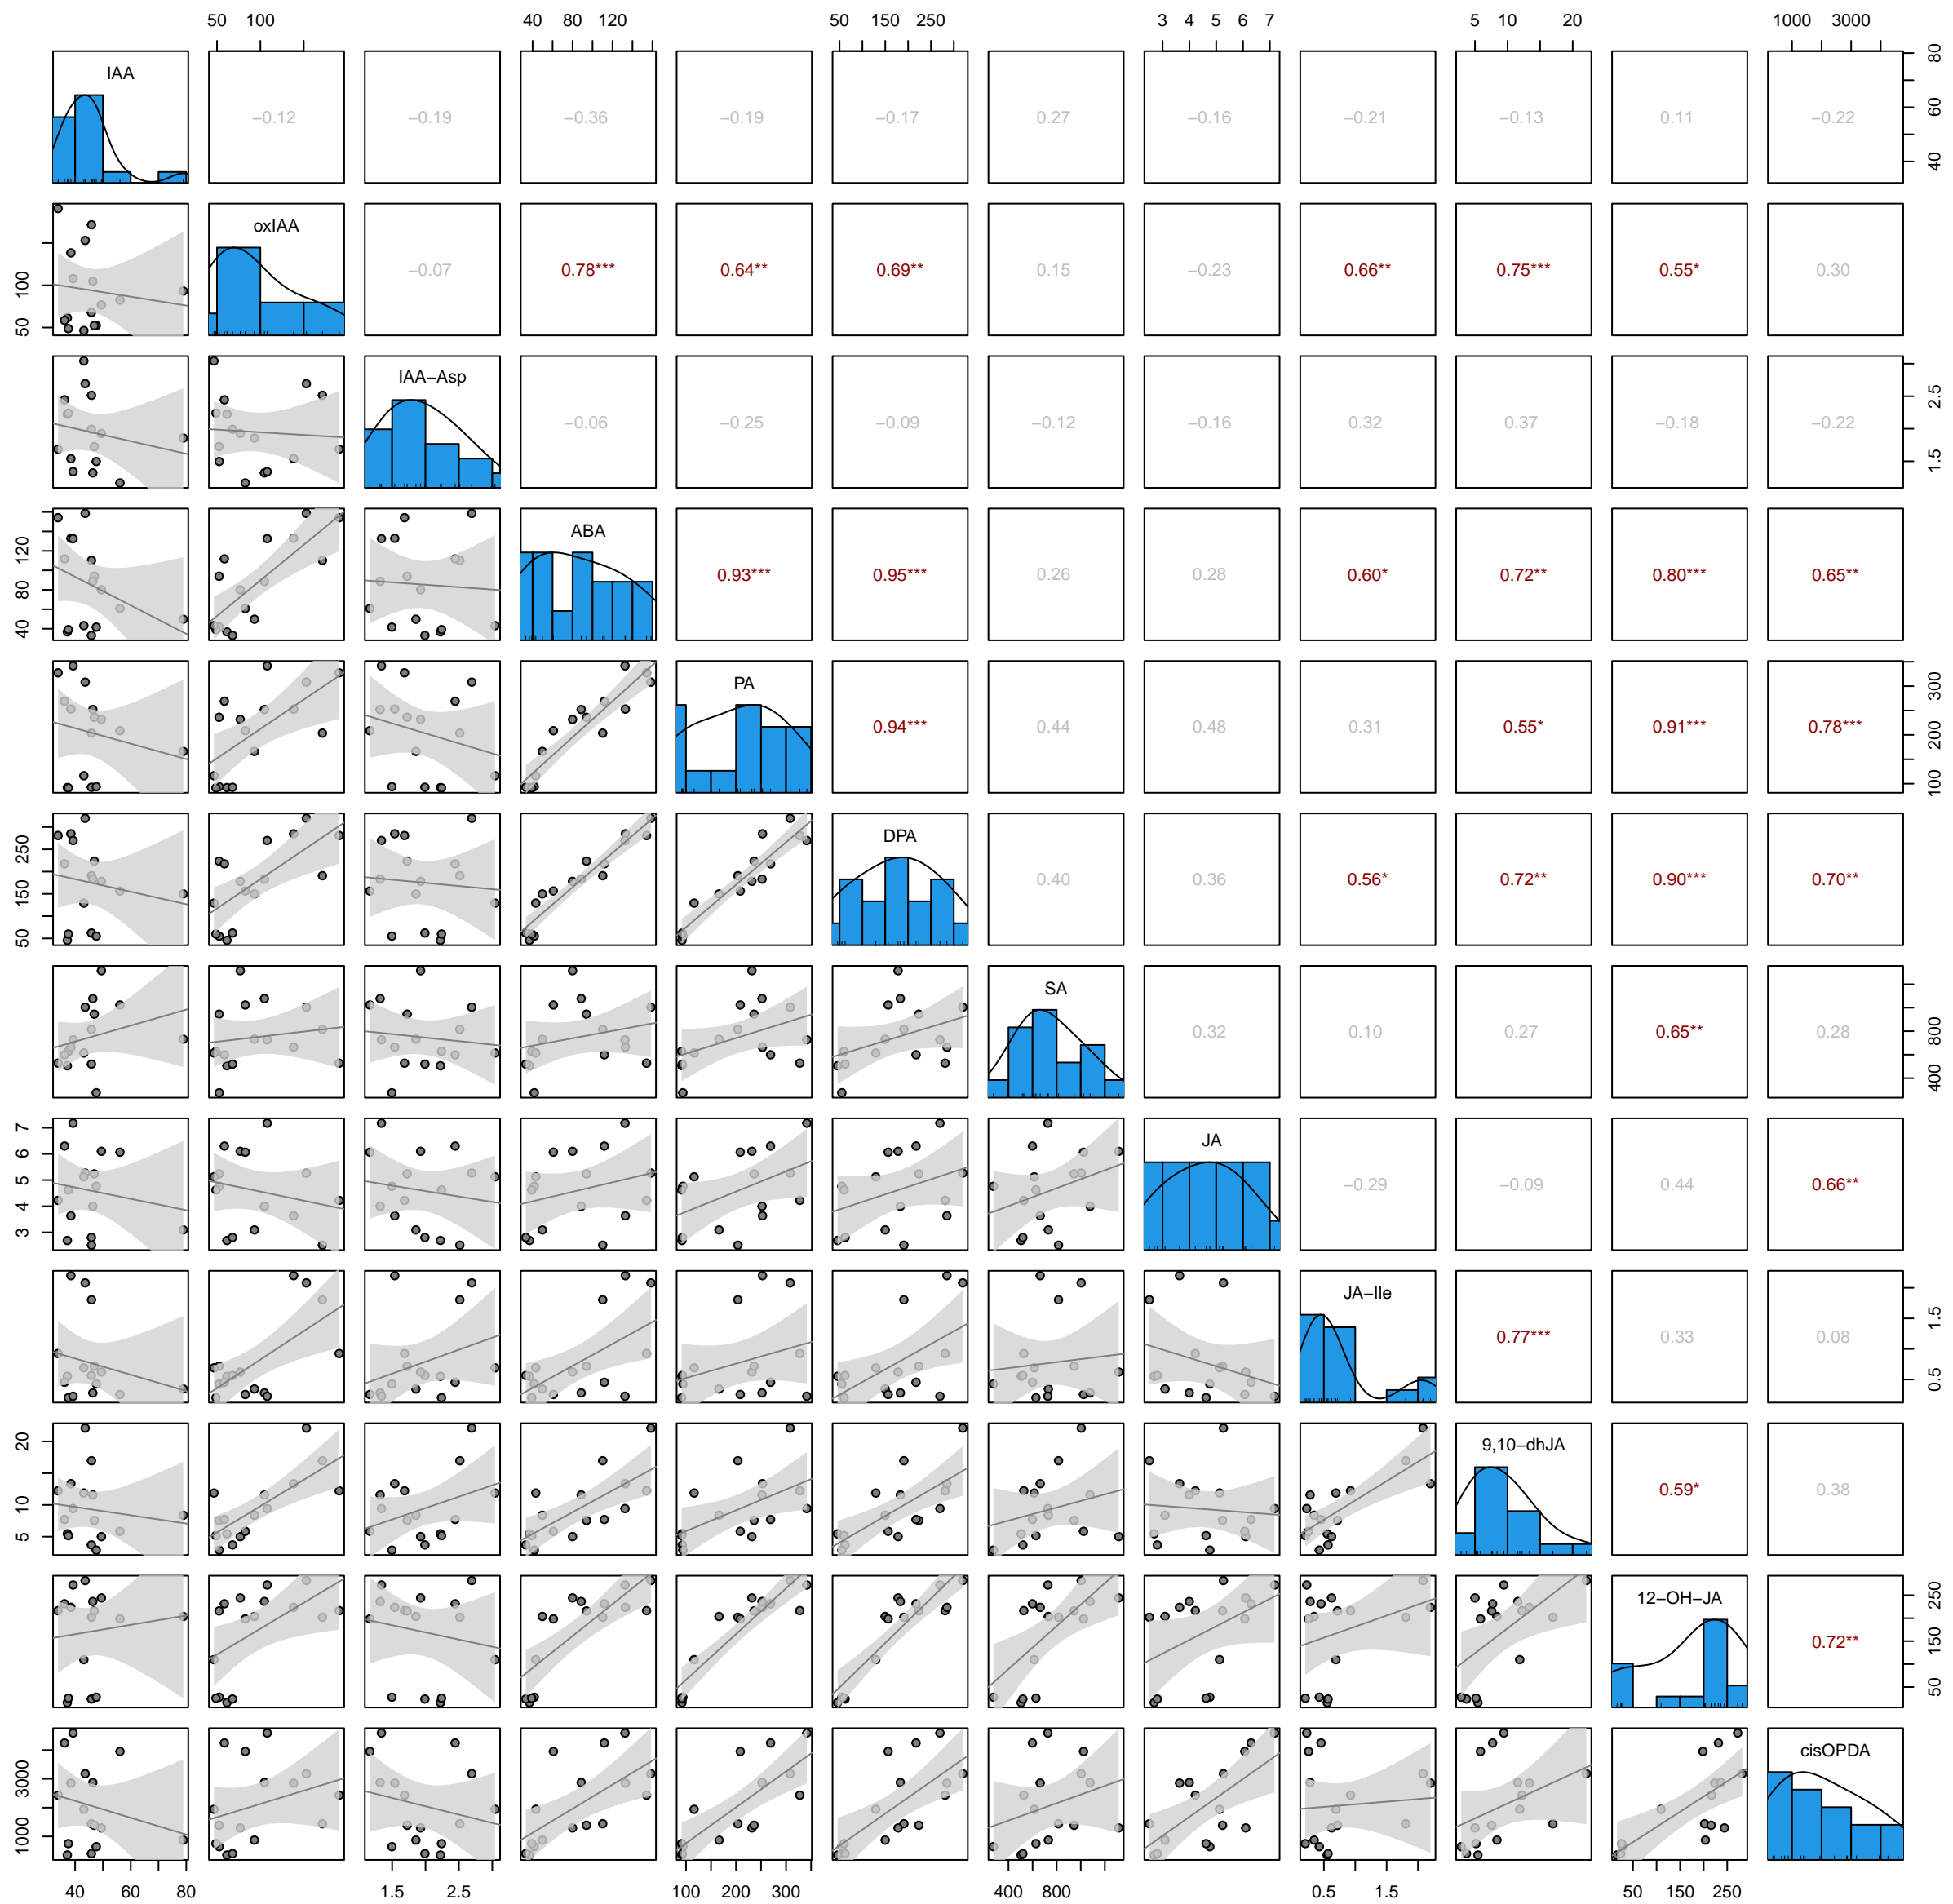 50 100 40 80 120 50 150 250 3 4 5 6 7 5 10 20 1000 3000
IAA −0.12 −0.19 −0.36 −0.19 −0.17 0.27 −0.16 −0.21 −0.13 0.11 −0.22 40 60 80
50 100 oxIAA −0.07 0.78*** 0.64** 0.69** 0.15 −0.23 0.66** 0.75*** 0.55* 0.30
IAA−Asp −0.06 −0.25 −0.09 −0.12 −0.16 0.32 0.37 −0.18 −0.22 1.5 2.5
40 80 120 ABA 0.93*** 0.95*** 0.26 0.28 0.60* 0.72** 0.80*** 0.65**
PA 0.94*** 0.44 0.48 0.31 0.55* 0.91*** 0.78*** 100 200 300
50 150 250 DPA 0.40 0.36 0.56* 0.72** 0.90*** 0.70**
SA 0.32 0.10 0.27 0.65** 0.28 400 800
3 4 5 6 7 JA −0.29 −0.09 0.44 0.66**
JA−Ile 0.77*** 0.33 0.08 0.5 1.5
5 10 20 9,10−dhJA 0.59* 0.38
12−OH−JA 0.72** 50 150 250
1000 3000 cisOPDA
40 60 80 1.5 2.5 100 200 300 400 800 0.5 1.5 50 150 250